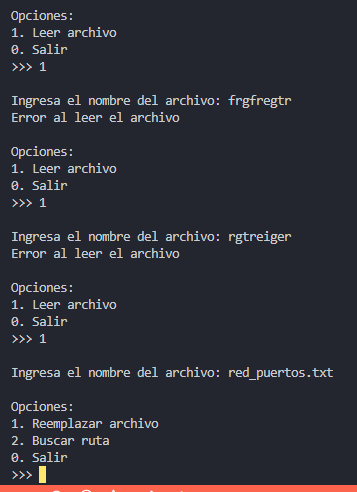 Opciones:
1. Leer archivo
0. Salir
>>> 1
Ingresa el nombre del archivo: frgfregtr
Error al leer el archivo
Opciones:
1. Leer archivo
0. Salir
>>> 1
Ingresa el nombre del archivo: rgtreiger
Error al leer el archivo
Opciones:
1. Leer archivo
0. Salir
>>> 1
Ingresa el nombre del archivo: red_puertos.txt
Opciones:
1. Reemplazar archivo
2. Buscar ruta
0. Salir
>>>